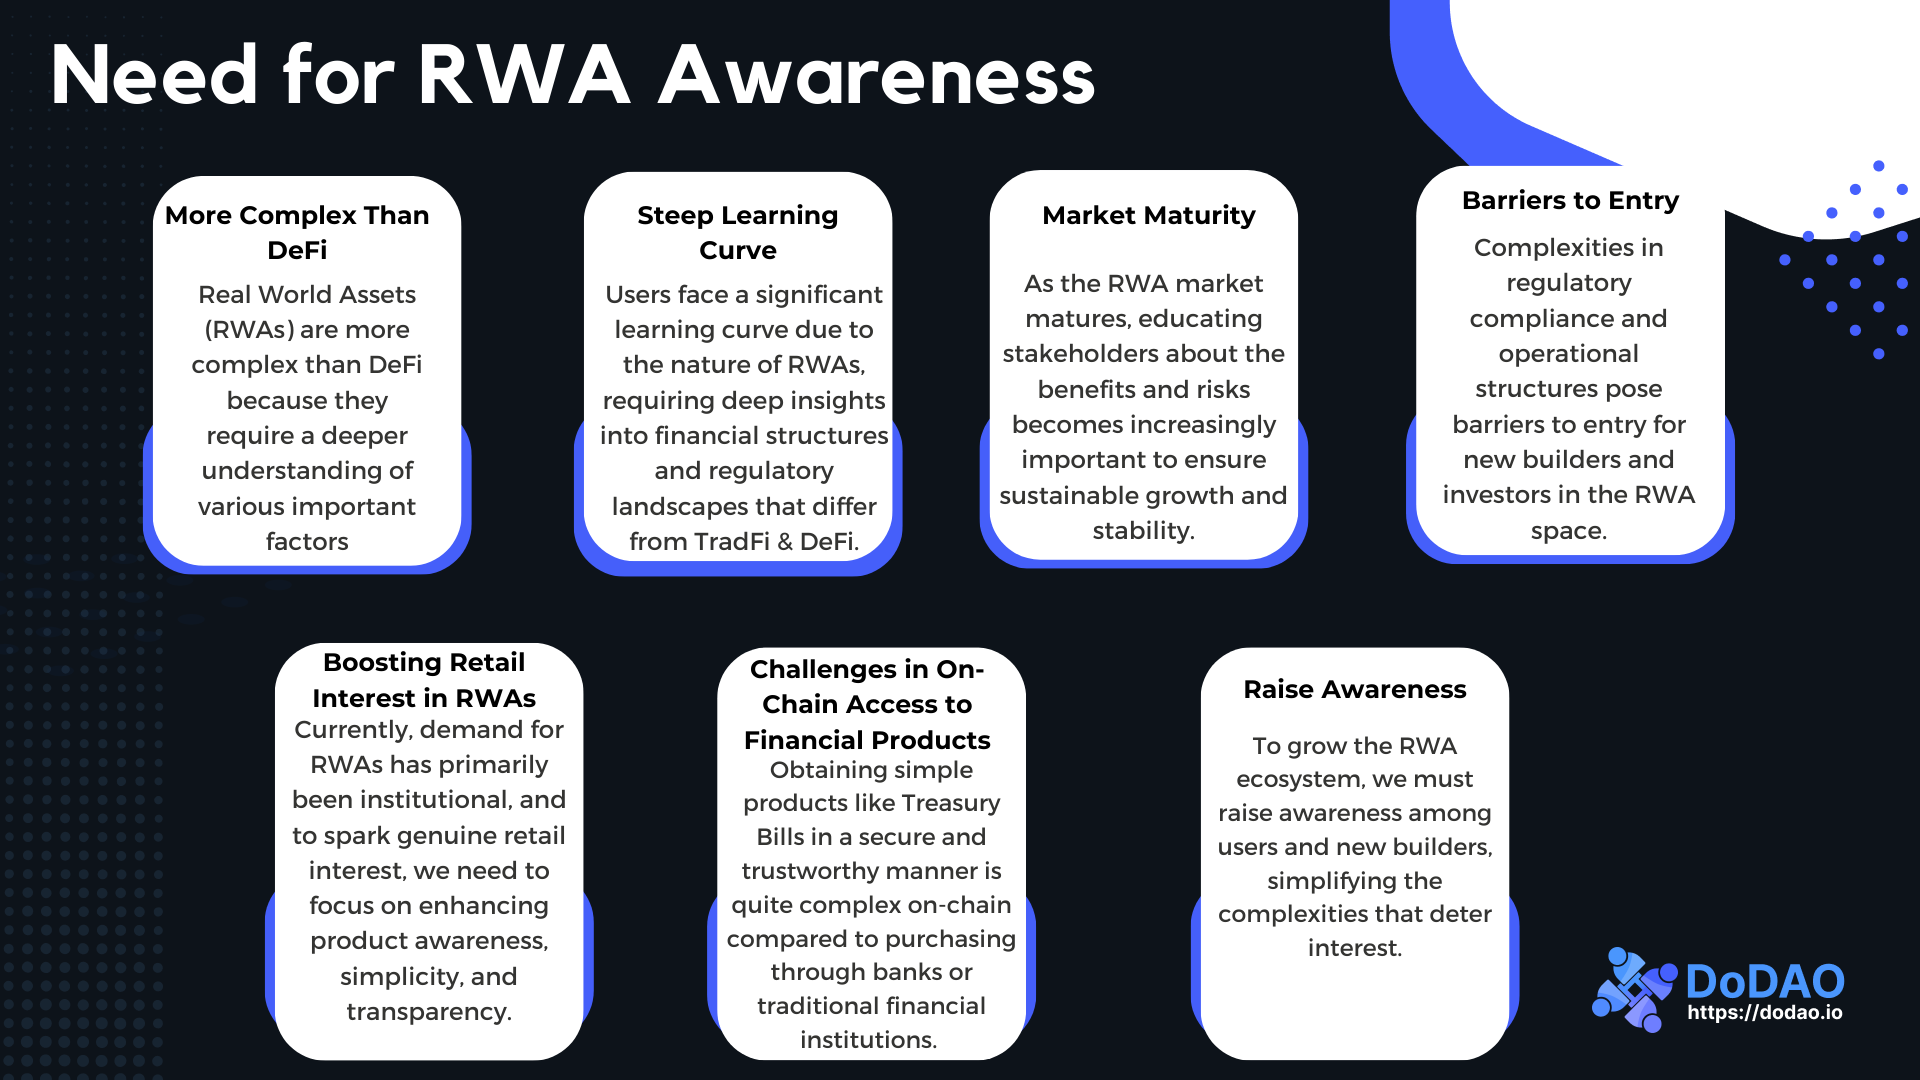 Need for RWA Awareness
More Complex Than
DeFi
Real World Assets
(RWAs) are more
complex than DeFi
because they
require a deeper
understanding of
various important
factors
Steep Learning
Curve
Users face a significant
learning curve due to
the nature of RWAs,
requiring deep insights
into financial structures
and regulatory
landscapes that differ
from TradFi & DeFi.
Market Maturity
As the RWA market
matures, educating
stakeholders about the
benefits and risks
becomes increasingly
important to ensure
sustainable growth and
stability.
Barriers to Entry
Complexities in
regulatory
compliance and
operational
structures pose
barriers to entry for
new builders and
investors in the RWA
space.
Boosting Retail
Interest in RWAs
Currently, demand for
RWAs has primarily
been institutional, and
to spark genuine retail
interest, we need to
focus on enhancing
product awareness,
simplicity, and
transparency.
Challenges in On-
Chain Access to
Financial Products
Obtaining simple
products like Treasury
Bills in a secure and
trustworthy manner is
quite complex on-chain
compared to purchasing
through banks or
traditional financial
institutions.
Raise Awareness
To grow the RWA
ecosystem, we must
raise awareness among
users and new builders,
simplifying the
complexities that deter
interest.
DoDAO
https://dodao.io